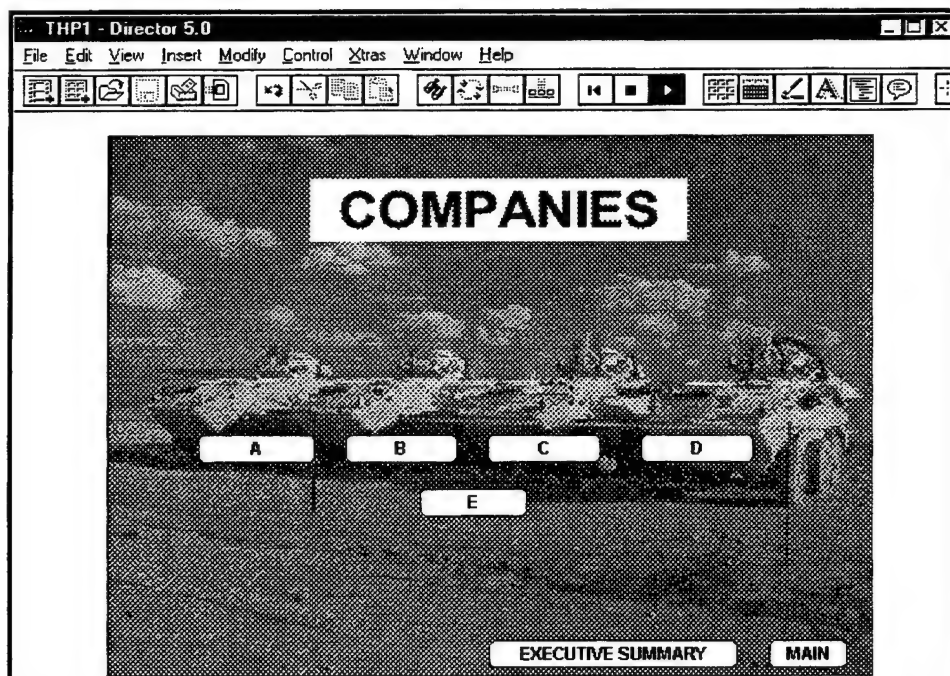 THP1 - Director 5.0
File Edit View Insert Modify Control Xtras Window Help
COMPANIES
A B C D
E
EXECUTIVE SUMMARY MAIN